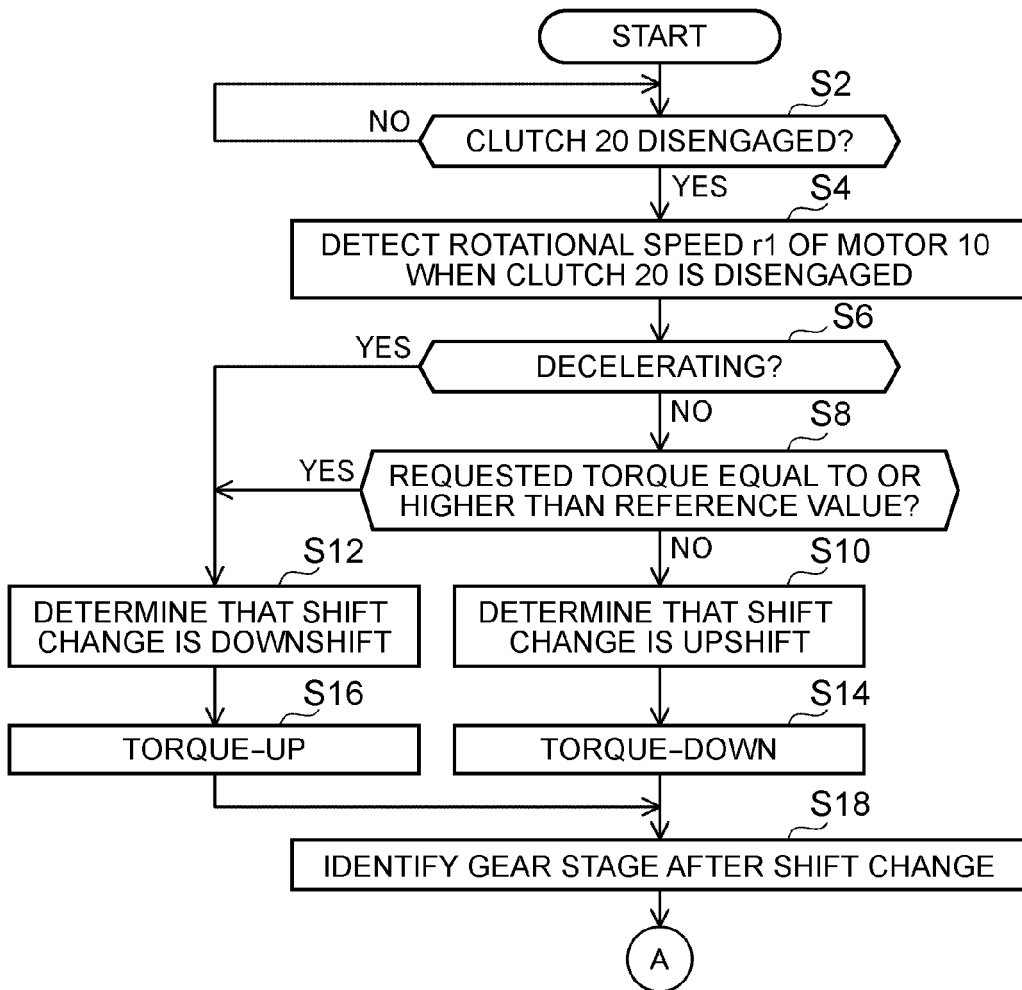 START
S2
NO
CLUTCH 20 DISENGAGED?
YES
S4
DETECT ROTATIONAL SPEED r1 OF MOTOR 10
WHEN CLUTCH 20 IS DISENGAGED
S6
YES
DECELERATING?
NO
S8
YES
REQUESTED TORQUE EQUAL TO OR
HIGHER THAN REFERENCE VALUE?
NO
S12
DETERMINE THAT SHIFT
CHANGE IS DOWNSHIFT
S10
DETERMINE THAT SHIFT
CHANGE IS UPSHIFT
S16
TORQUE-UP
S14
TORQUE-DOWN
S18
IDENTIFY GEAR STAGE AFTER SHIFT CHANGE
A